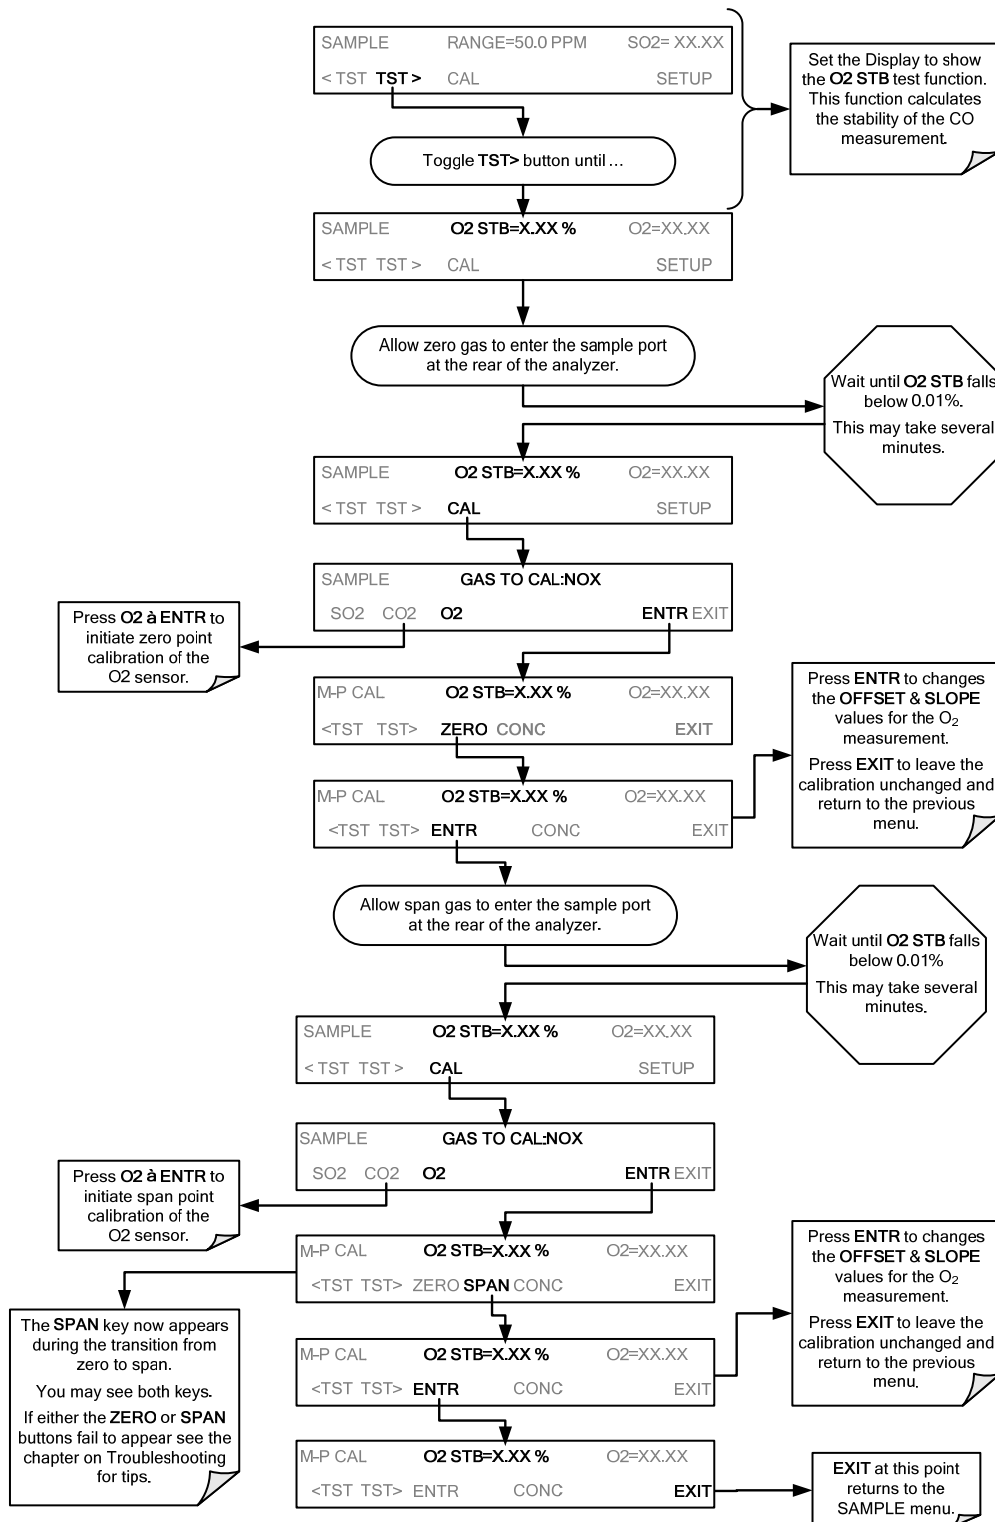 SAMPLE RANGE=50.0 PPM SO2= XX.XX
< TST TST > CAL SETUP
Set the Display to show
the O2 STB test function.
This function calculates
the stability of the CO
measurement.
Toggle TST> button until ...
SAMPLE O2 STB=X.XX % O2=XX.XX
< TST TST > CAL SETUP
Allow zero gas to enter the sample port
at the rear of the analyzer.
Wait until O2 STB falls
below 0.01%.
This may take several
minutes.
SAMPLE O2 STB=X.XX % O2=XX.XX
< TST TST > CAL SETUP
SAMPLE GAS TO CAL:NOX
SO2 CO2 O2 ENTR EXIT
Press O2 à ENTR to
initiate zero point
calibration of the
O2 sensor.
M-P CAL O2 STB=X.XX % O2=XX.XX
<TST TST> ZERO CONC EXIT
Press ENTR to changes
the OFFSET & SLOPE
values for the O2
measurement.
Press EXIT to leave the
calibration unchanged and
return to the previous
menu.
M-P CAL O2 STB=X.XX % O2=XX.XX
<TST TST> ENTR CONC EXIT
Allow span gas to enter the sample port
at the rear of the analyzer.
Wait until O2 STB falls
below 0.01%
This may take several
minutes.
SAMPLE O2 STB=X.XX % O2=XX.XX
< TST TST > CAL SETUP
SAMPLE GAS TO CAL:NOX
SO2 CO2 O2 ENTR EXIT
Press O2 à ENTR to
initiate span point
calibration of the
O2 sensor.
M-P CAL O2 STB=X.XX % O2=XX.XX
<TST TST> ZERO SPAN CONC EXIT
Press ENTR to changes
the OFFSET & SLOPE
values for the O2
measurement.
Press EXIT to leave the
calibration unchanged and
return to the previous
menu.
The SPAN key now appears
during the transition from
zero to span.
You may see both keys.
If either the ZERO or SPAN
buttons fail to appear see the
chapter on Troubleshooting
for tips.
M-P CAL O2 STB=X.XX % O2=XX.XX
<TST TST> ENTR CONC EXIT
M-P CAL O2 STB=X.XX % O2=XX.XX
<TST TST> ENTR CONC EXIT
EXIT at this point
returns to the
SAMPLE menu.